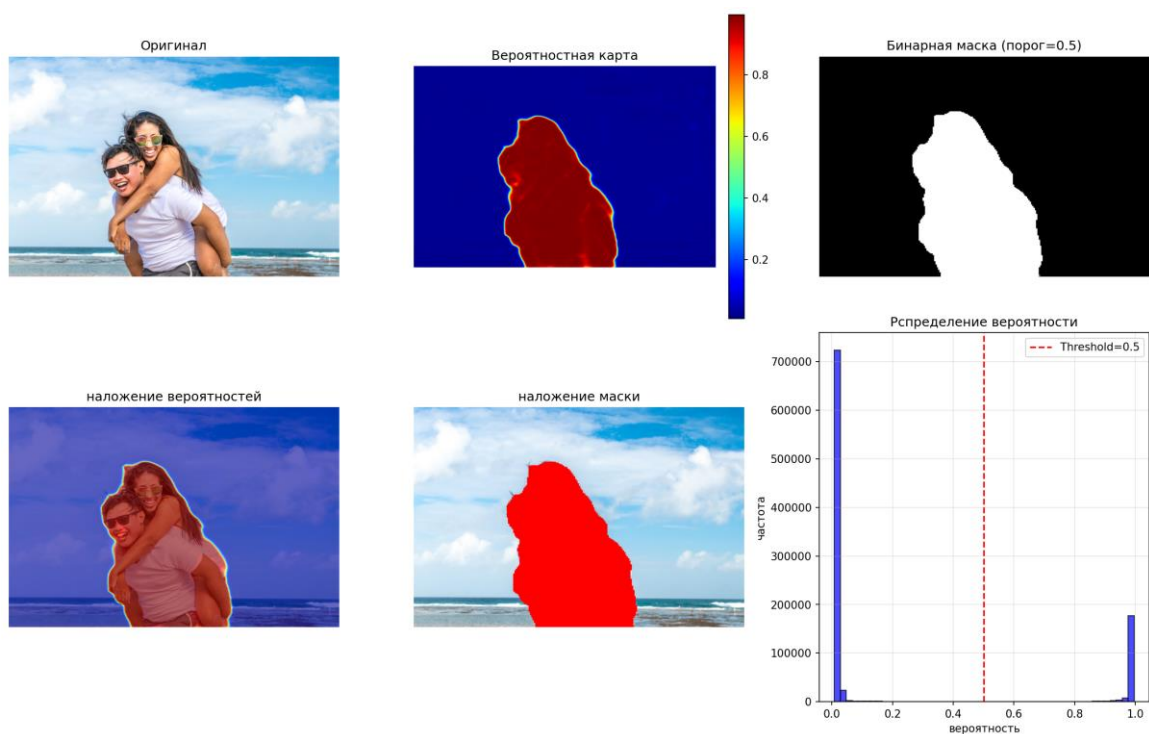 Оригинал
Вероятностная карта
0.8
0.6
0.4
0.2
Бинарная маска (порог=0.5)
наложение вероятностей
наложение маски
Рспределение вероятности
Threshold=0.5
частота
700000
600000
500000
400000
300000
200000
100000
0
0.0 0.2 0.4 0.6 0.8 1.0
вероятность